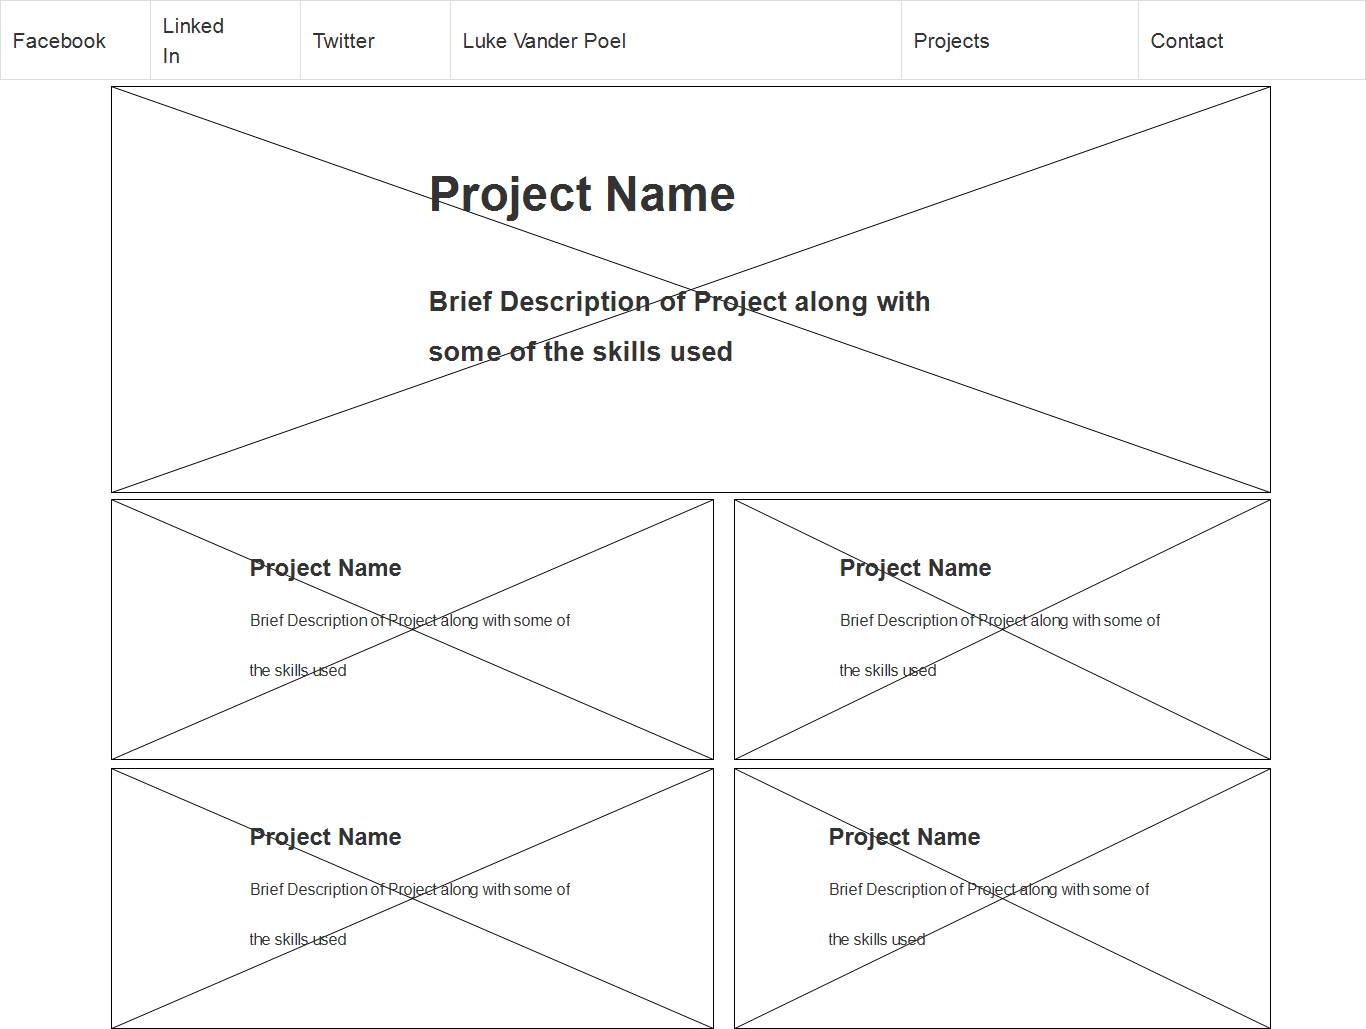 Facebook
Linked
In
Twitter
Luke Vander Poel
Projects
Contact
Project Name
Brief Description of Project along with
some of the skills used
Project Name
Brief Description of Project along with some of
the skills used
Project Name
Brief Description of Project along with some of
the skills used
Project Name
Brief Description of Project along with some of
the skills used
Project Name
Brief Description of Project along with some of
the skills used